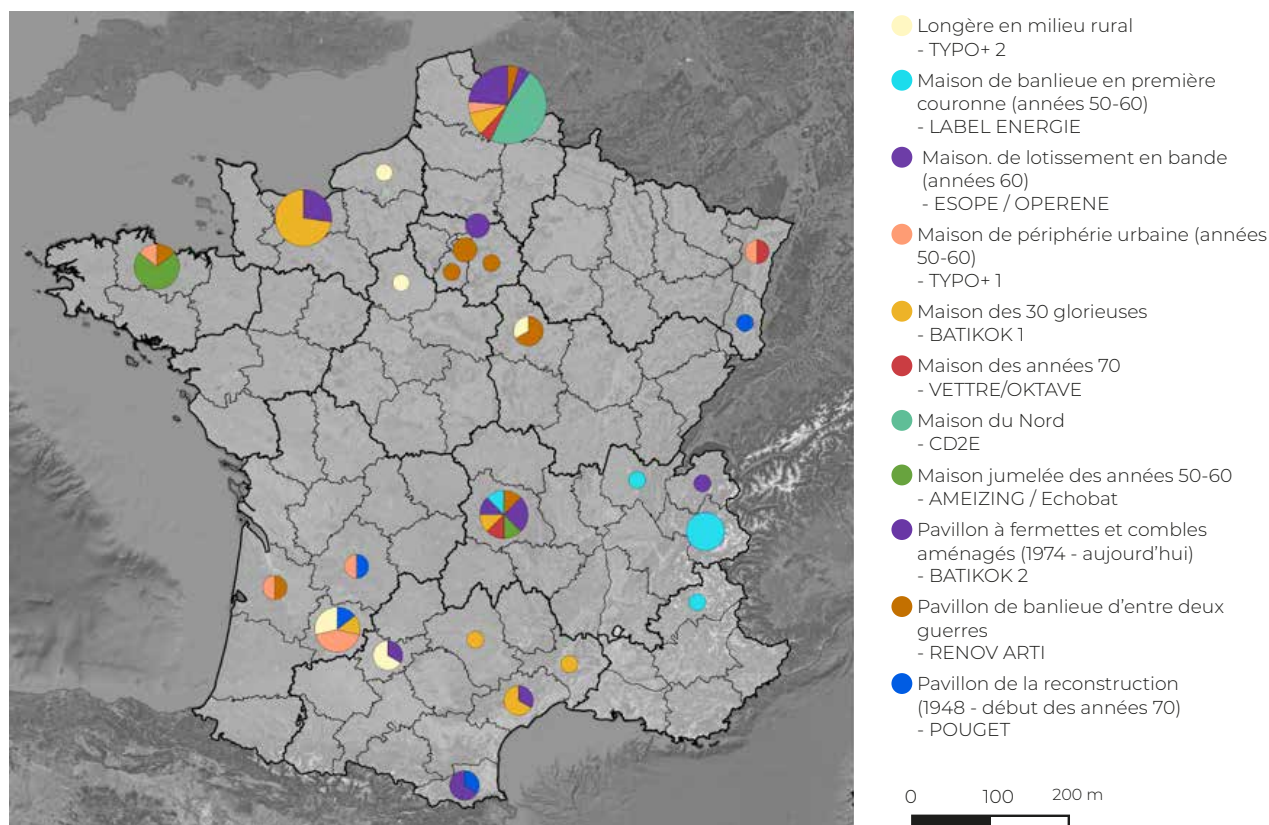 Longère en milieu rural
- TYPO+ 2
Maison de banlieue en première
couronne (années 50-60)
- LABEL ENERGIE
Maison. de lotissement en bande
(années 60)
- ESOPE / OPERENE
Maison de périphérie urbaine (années
50-60)
- TYPO+ 1
Maison des 30 glorieuses
- BATIKOK 1
Maison des années 70
- VETTRE/OKTAVE
Maison du Nord
- CD2E
Maison jumelée des années 50-60
- AMEIZING / Echobat
Pavillon à fermettes et combles
aménagés (1974 - aujourd'hui)
- BATIKOK 2
Pavillon de banlieue d'entre deux
guerres
- RENOV ARTI
Pavillon de la reconstruction
(1948 - début des années 70)
- POUGET
0 100 200 m